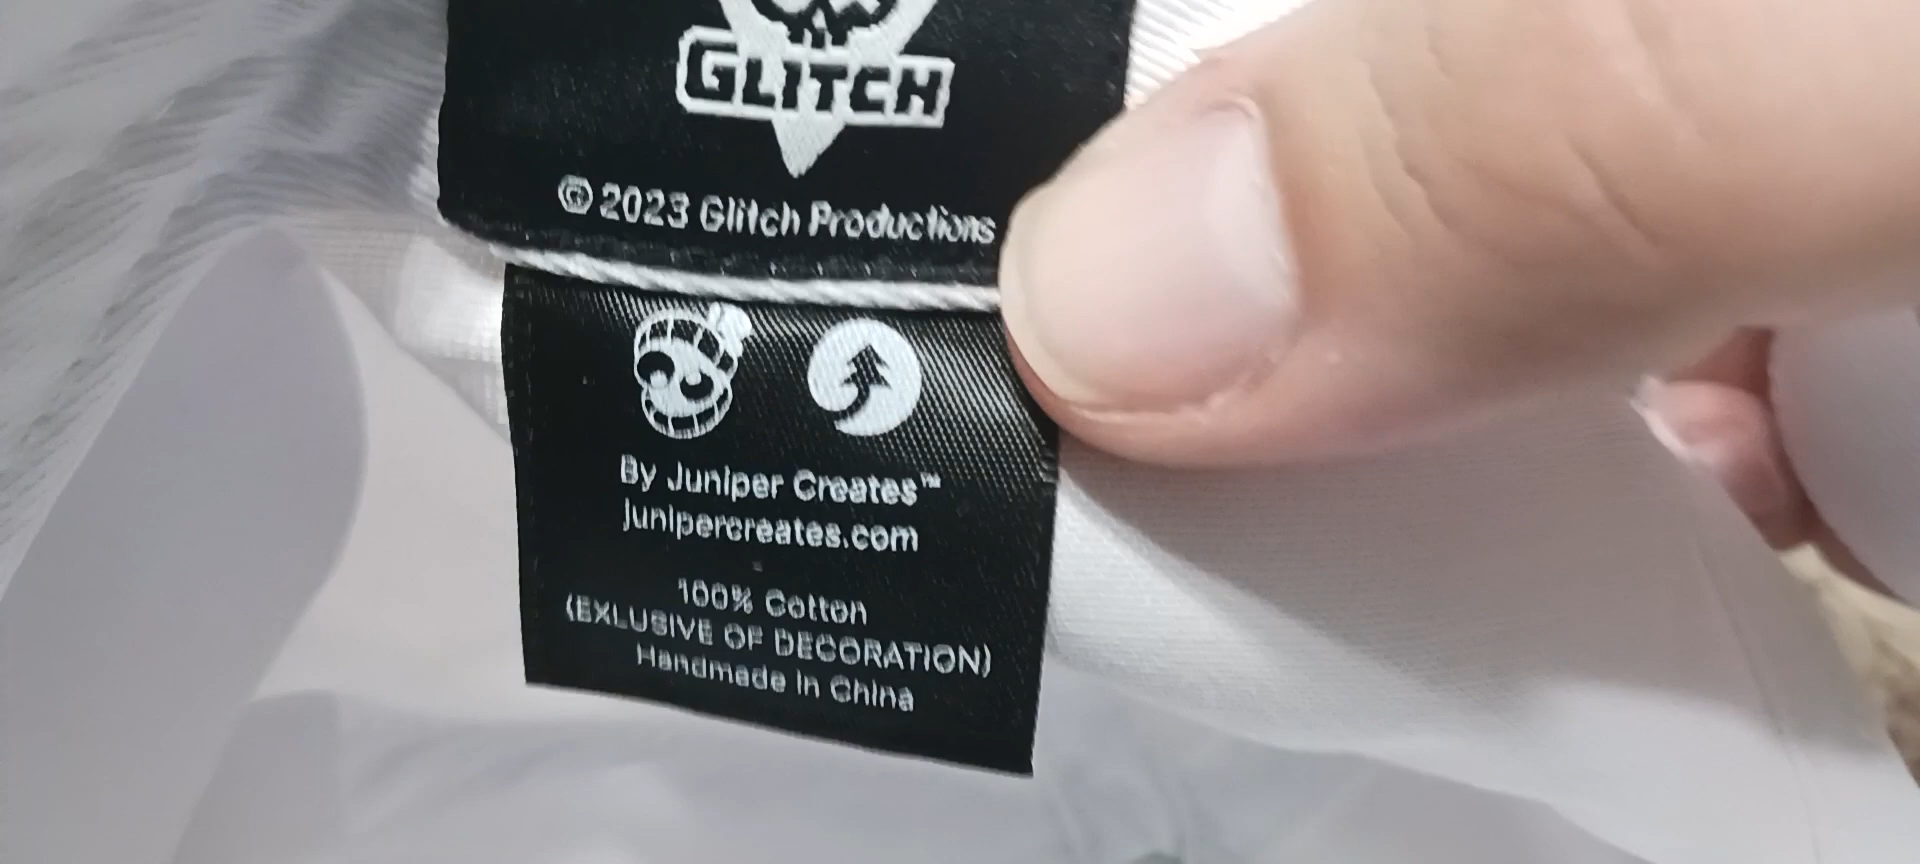 GLITCH
© 2023 Glitch Productions
By Juniper Creates™
junipercreates.com
100% Cotton
(EXLUSIVE OF DECORATION)
Handmade in China